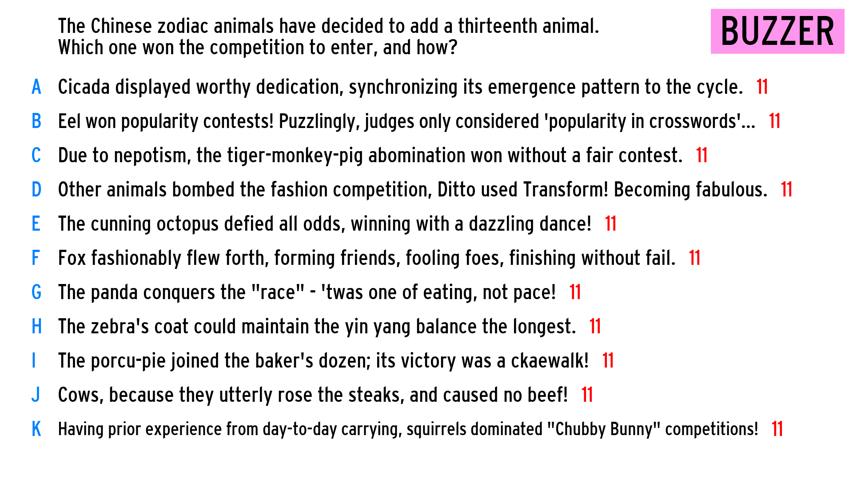 The Chinese zodiac animals have decided to add a thirteenth animal.
Which one won the competition to enter, and how?
BUZZER
A Cicada displayed worthy dedication, synchronizing its emergence pattern to the cycle. 11
B Eel won popularity contests! Puzzlingly, judges only considered 'popularity in crosswords'... 11
C Due to nepotism, the tiger-monkey-pig abomination won without a fair contest. 11
D Other animals bombed the fashion competition, Ditto used Transform! Becoming fabulous. 11
E The cunning octopus defied all odds, winning with a dazzling dance! 11
F Fox fashionably flew forth, forming friends, fooling foes, finishing without fail. 11
G The panda conquers the "race" - 'twas one of eating, not pace! 11
H The zebra's coat could maintain the yin yang balance the longest. 11
I The porcu-pie joined the baker's dozen; its victory was a ckaewalk! 11
J Cows, because they utterly rose the steaks, and caused no beef! 11
K Having prior experience from day-to-day carrying, squirrels dominated "Chubby Bunny" competitions! 11